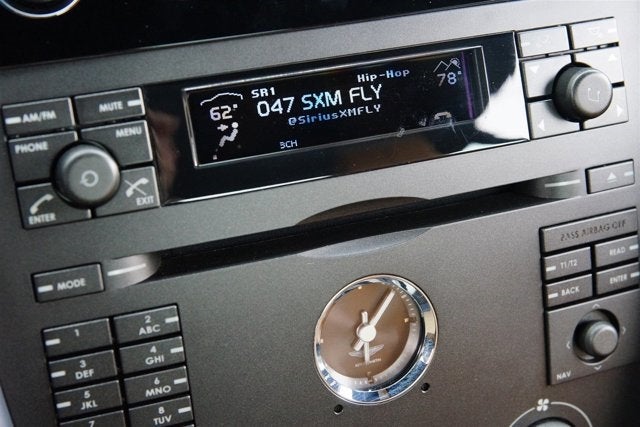 AM/FM
MUTE
PHONE
MENU
ENTER
EXIT
62°
SR1
Hip-Hop
047 SXM FLY
@SiriusXMFLY
3CH
78°
MODE
1
2 ABC
3 DEF
4 GHI
5 JKL
6 MNO
7
8 TUV
PASS AIRBAG OFF
T1/T2
READ
BACK
ENTER
NAV